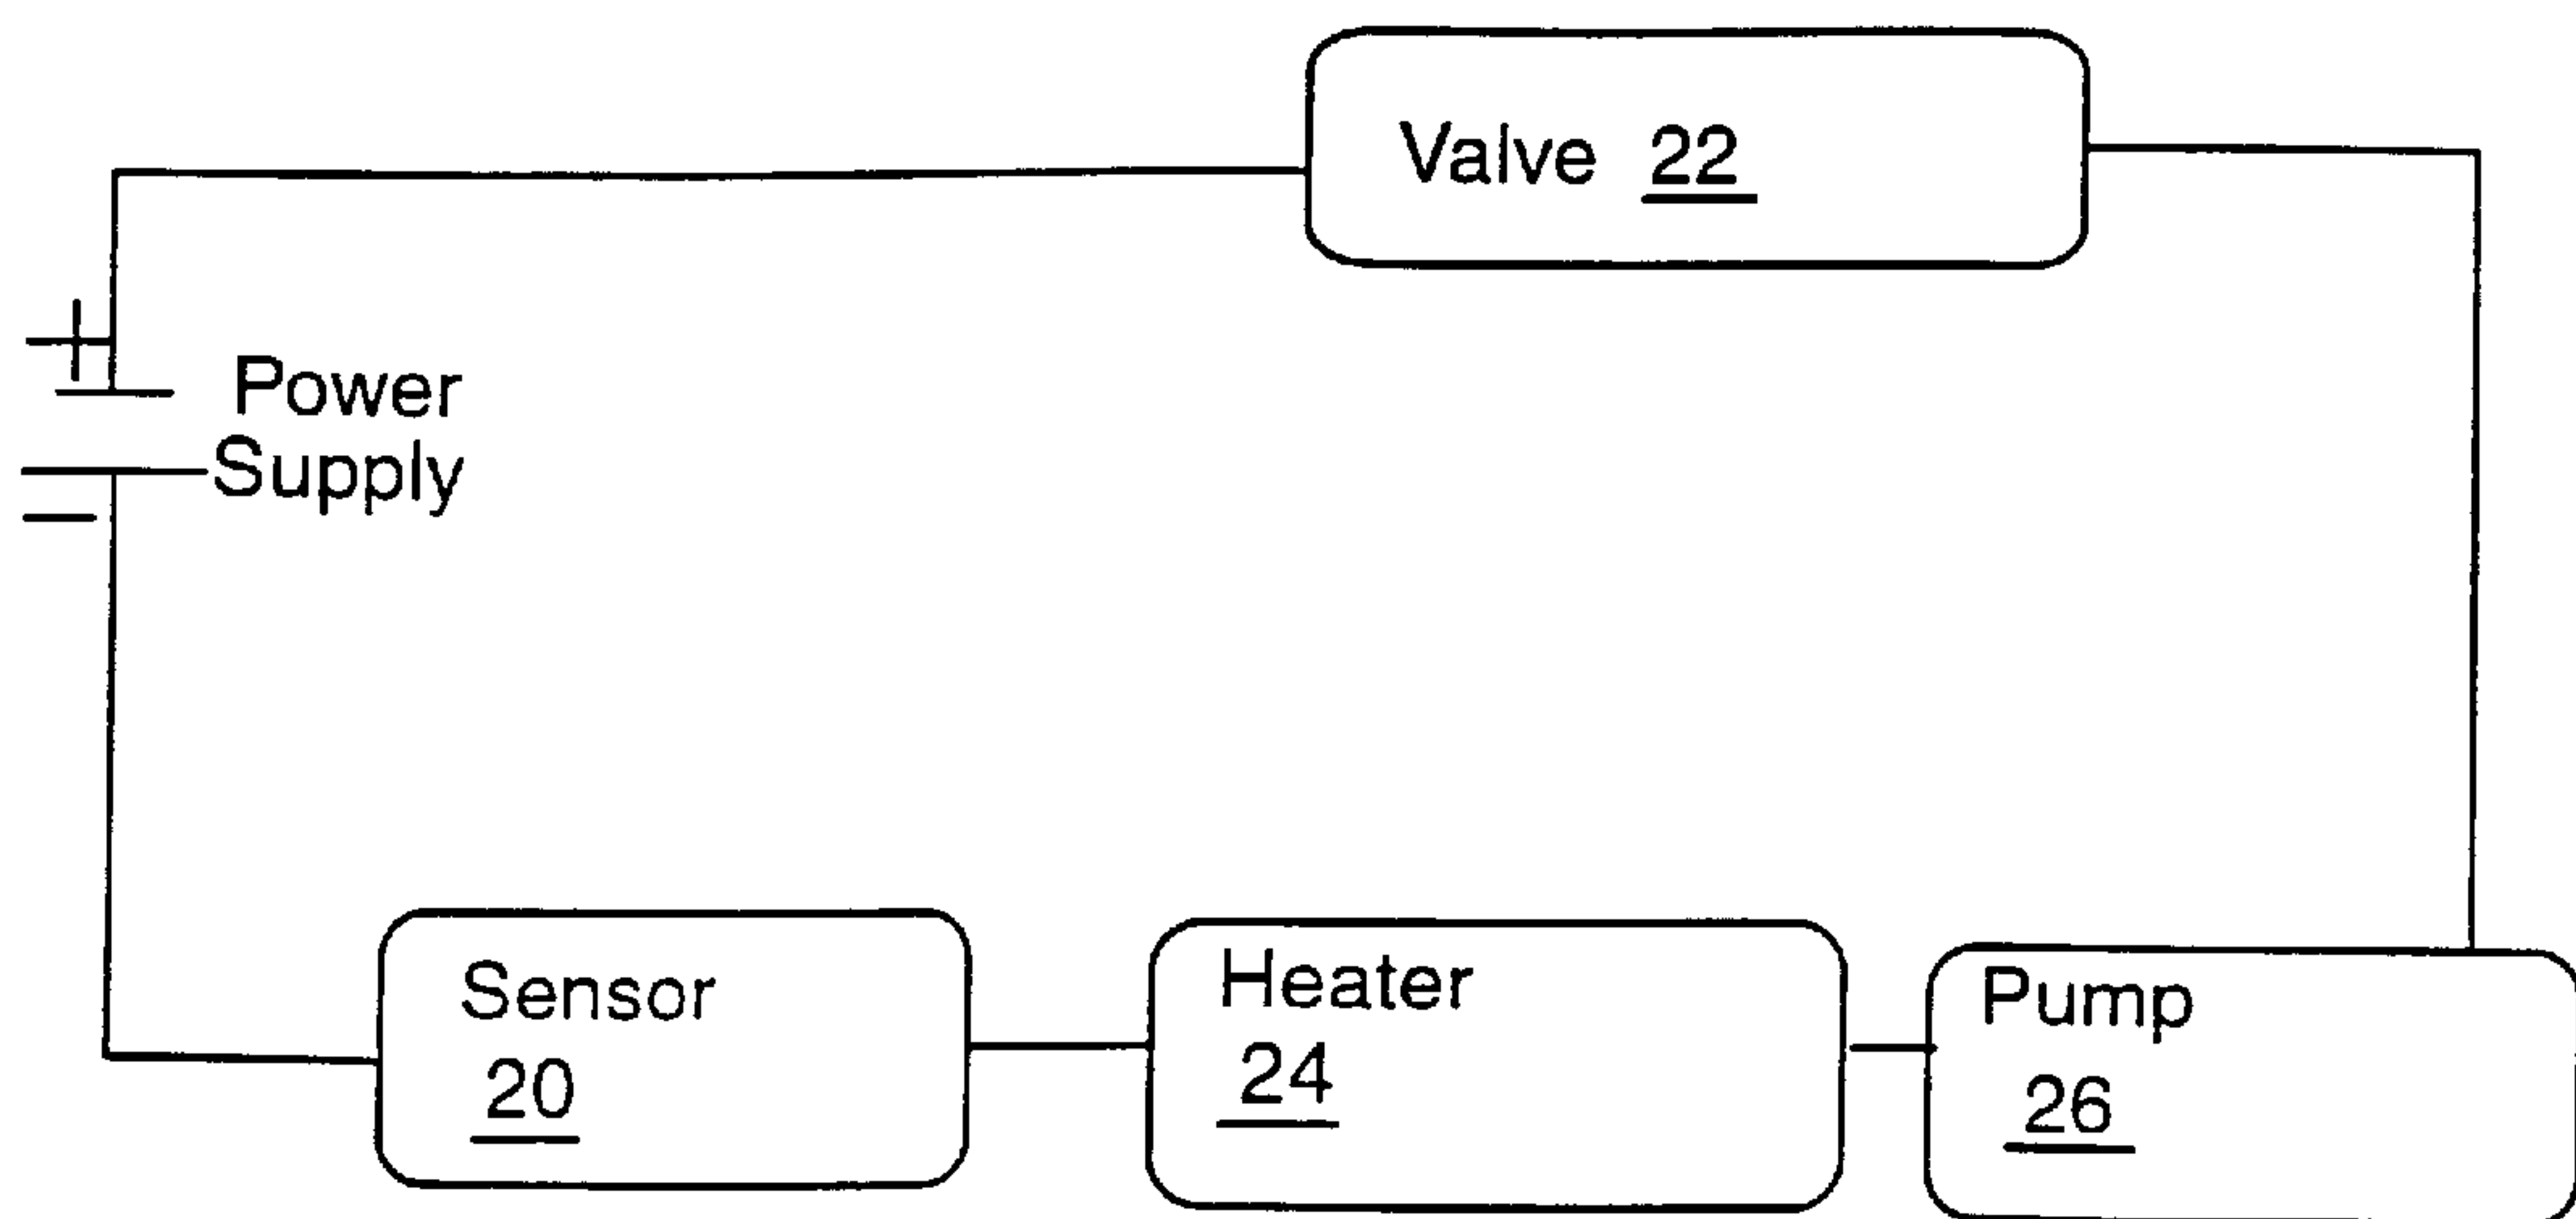 Valve 22
+
Power
Supply
–
Sensor
20
Heater
24
Pump
26